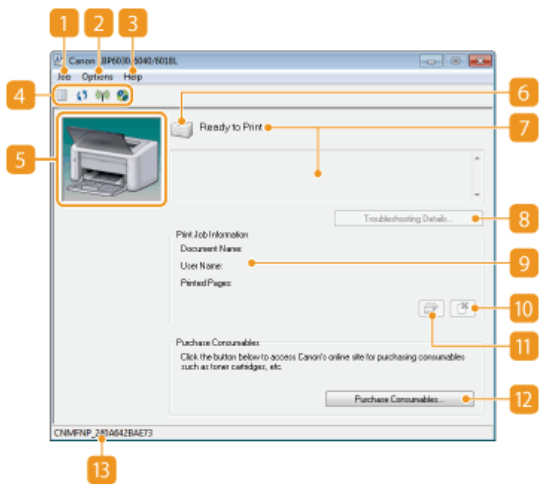 1 2 3
Canon LBP6030/6040/6018L
Job Options Help
4
5
6
Ready to Print
7
Troubleshooting Details...
8
Print Job Information
Document Name:
User Name:
9
Printed Pages:
10
11
Purchase Consumables
Click the button below to access Canon's online site for purchasing consumables
such as toner cartridges, etc.
Purchase Consumables...
12
13